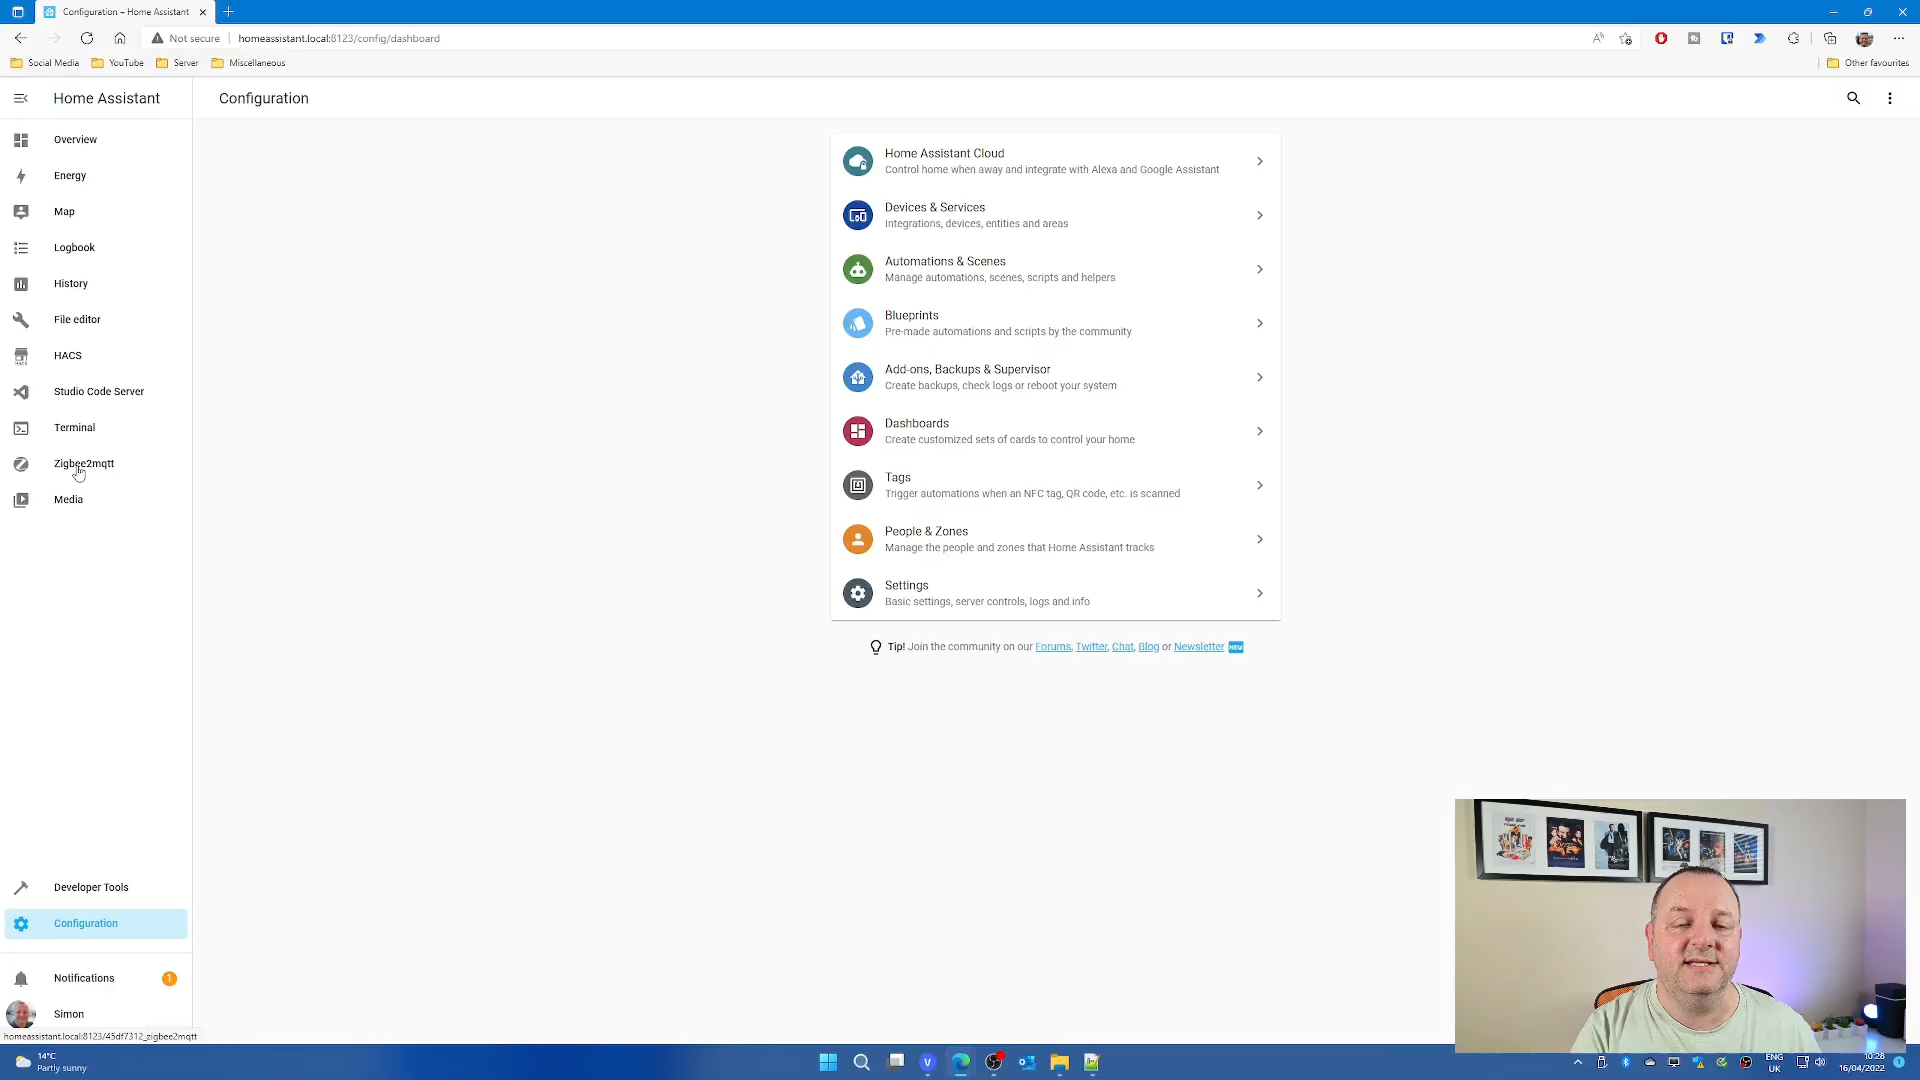 Configuration – Home Assistant
Not secure
homeassistant.local:8123/config/dashboard
Social Media
YouTube
Server
Miscellaneous
Other favourites
Home Assistant
Configuration
Overview
Energy
Map
Logbook
History
File editor
HACS
Studio Code Server
Terminal
Zigbee2mqtt
Media
Home Assistant Cloud
Control home when away and integrate with Alexa and Google Assistant
Devices & Services
Integrations, devices, entities and areas
Automations & Scenes
Manage automations, scenes, scripts and helpers
Blueprints
Pre-made automations and scripts by the community
Add-ons, Backups & Supervisor
Create backups, check logs or reboot your system
Dashboards
Create customized sets of cards to control your home
Tags
Trigger automations when an NFC tag, QR code, etc. is scanned
People & Zones
Manage the people and zones that Home Assistant tracks
Settings
Basic settings, server controls, logs and info
Tip! Join the community on our Forums, Twitter, Chat, Blog or Newsletter NEW
Developer Tools
Configuration
Notifications 1
Simon
homeassistant.local:8123/45df7312_zigbee2mqtt
14°C
Partly sunny
ENG
UK
10:28
16/04/2022